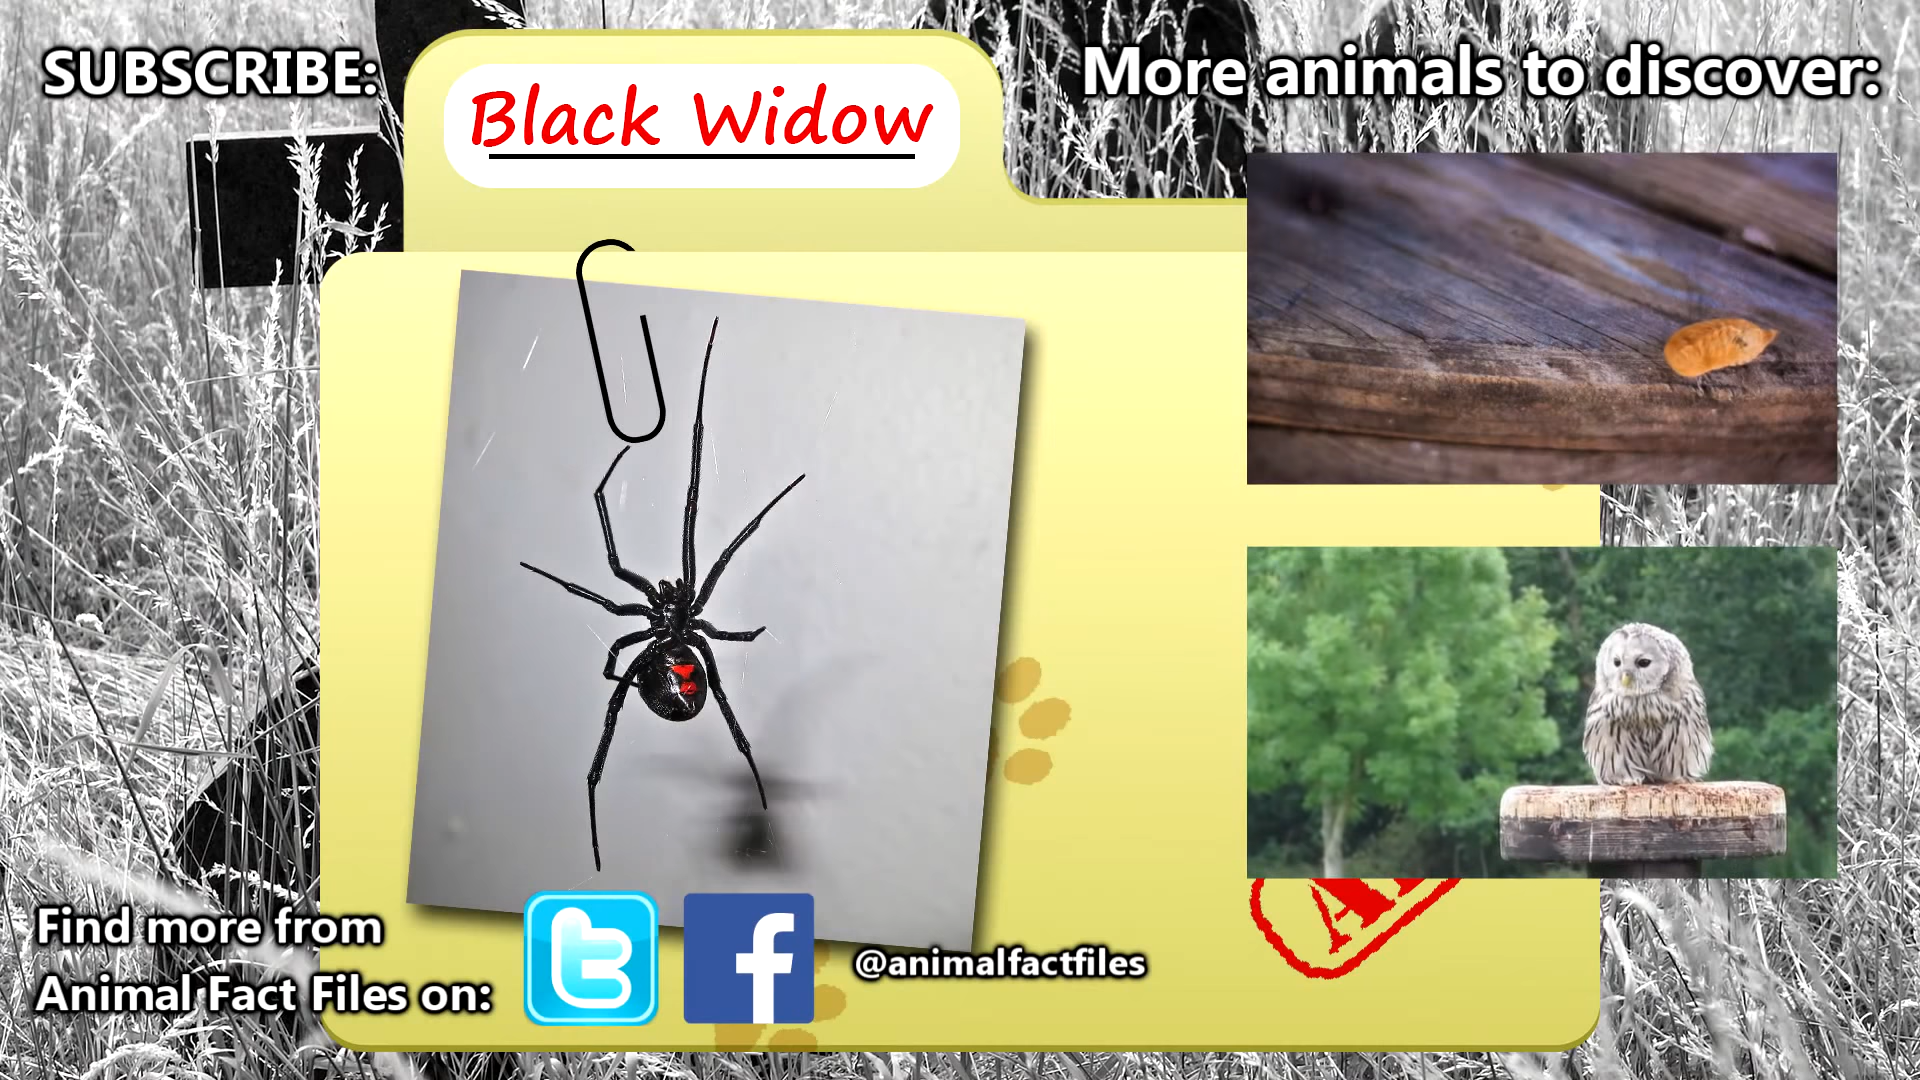 SUBSCRIBE:
Black Widow
More animals to discover:
Find more from
Animal Fact Files on:
@animalfactfiles